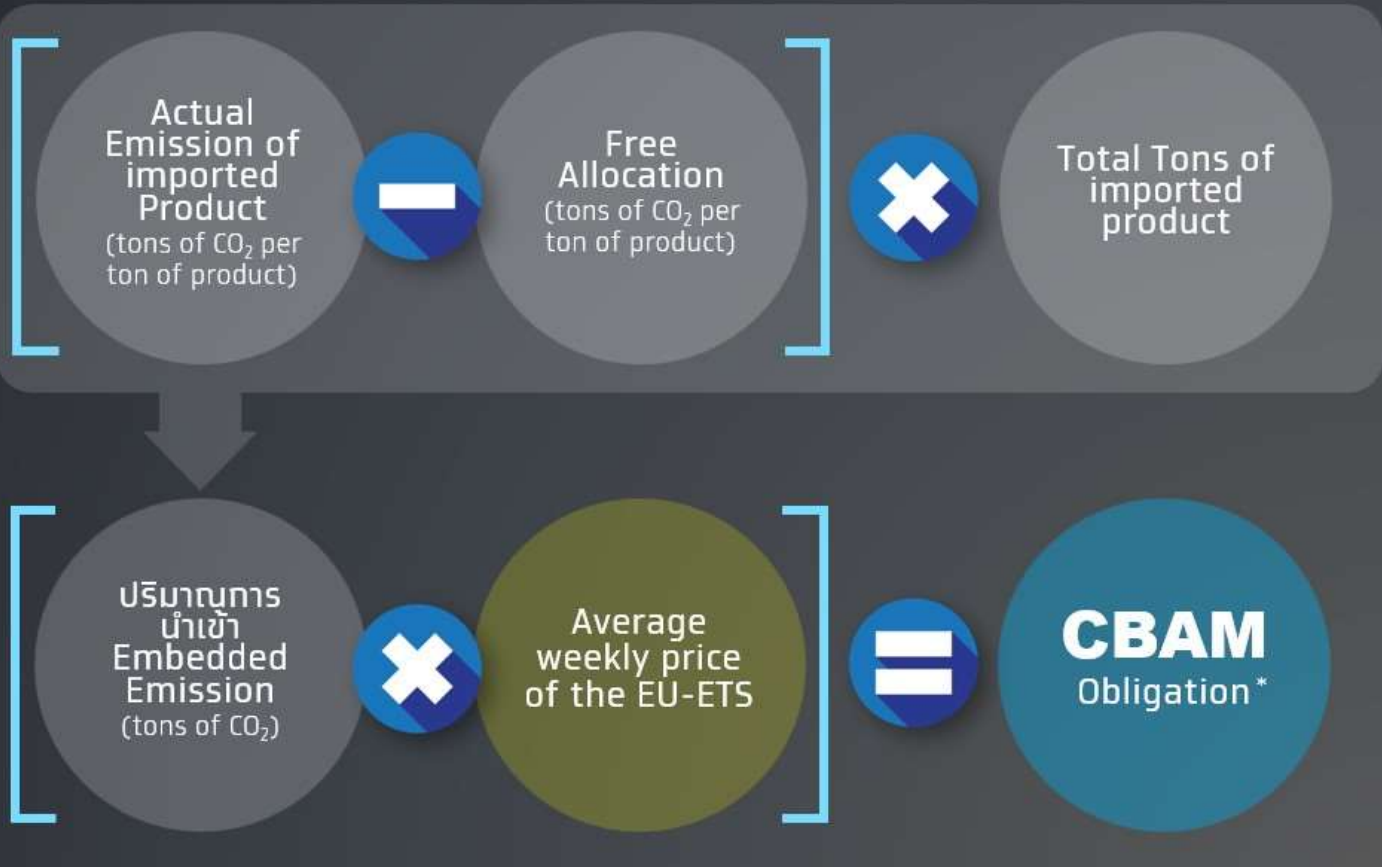 Actual
Emission of
imported
Product
(tons of CO₂ per
ton of product)
Free
Allocation
(tons of CO₂ per
ton of product)
Total Tons of
imported
product
ปริมาณการ
นำเข้า
Embedded
Emission
(tons of CO₂)
Average
weekly price
of the EU-ETS
CBAM
Obligation*